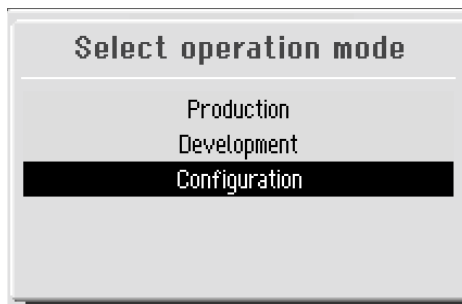 Select operation mode
Production
Development
Configuration